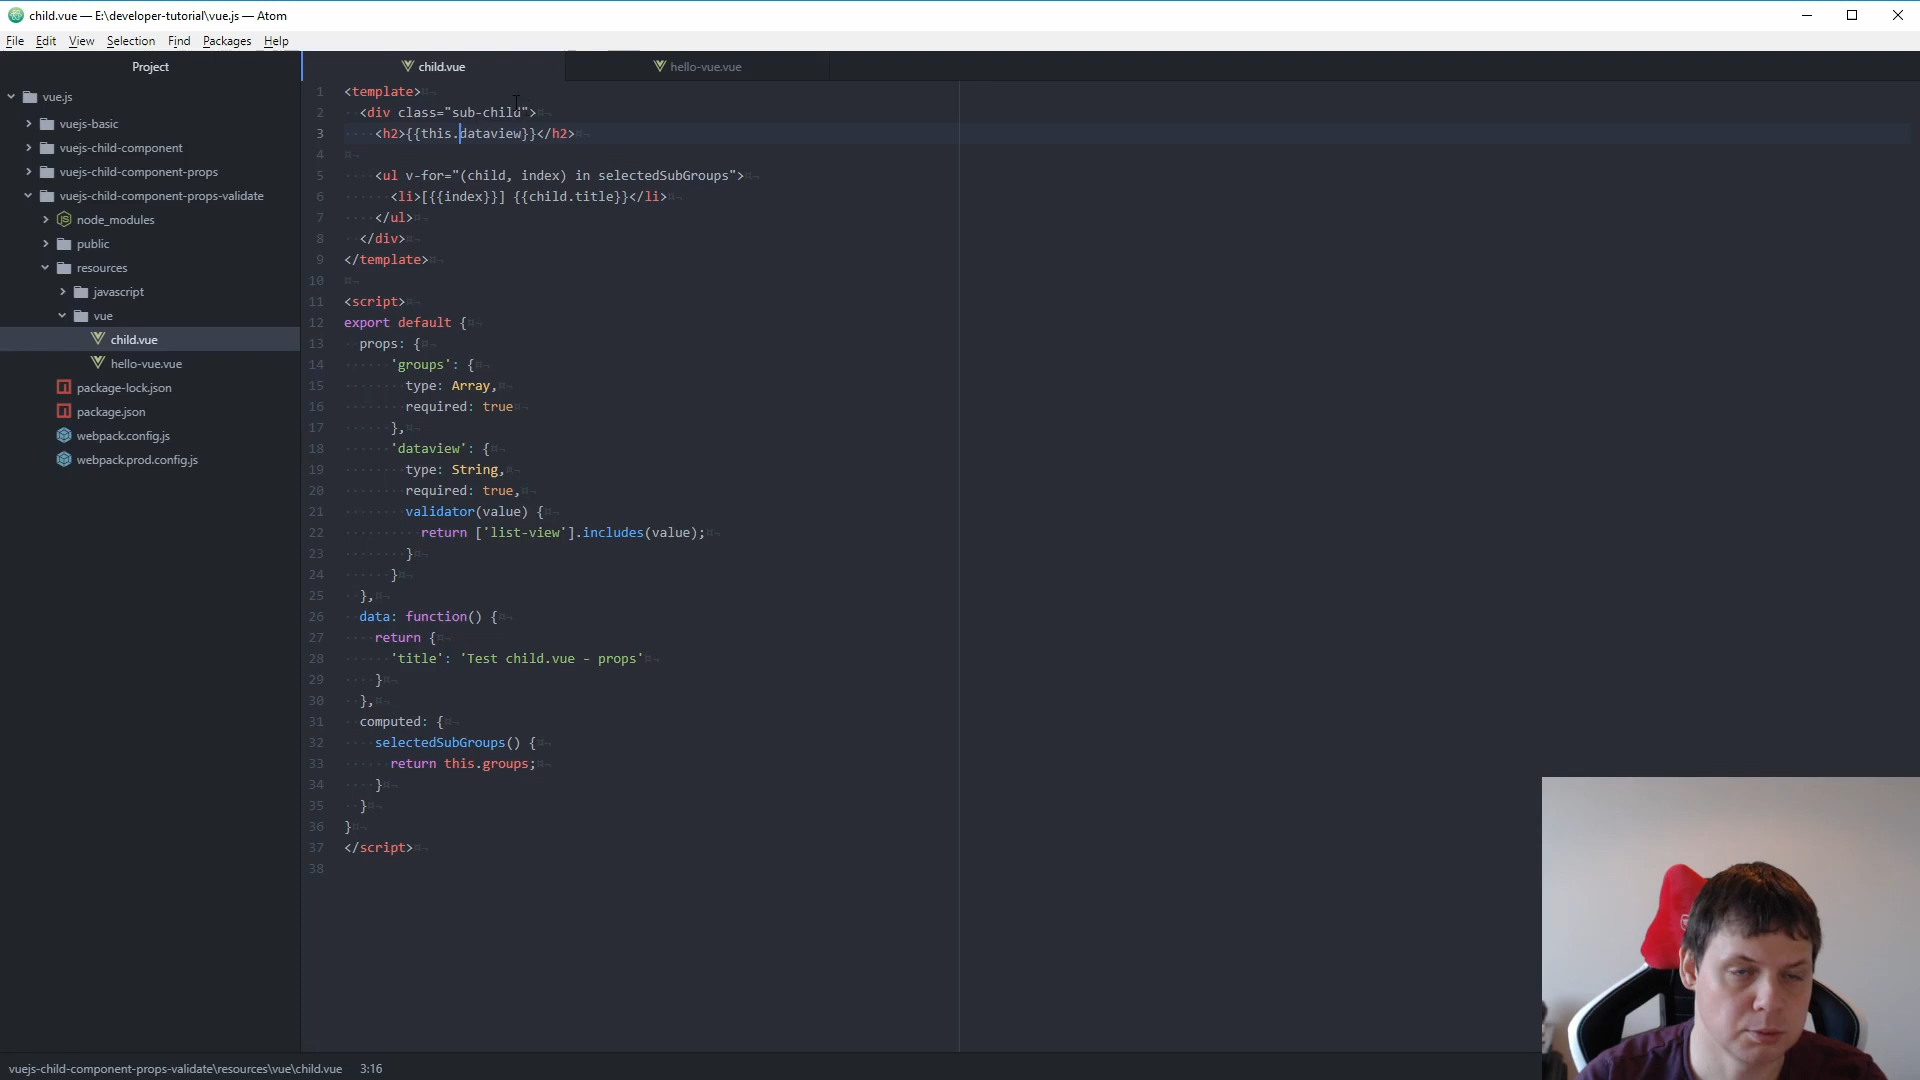 child.vue — E:\developer-tutorial\vue.js — Atom
File Edit View Selection Find Packages Help
Project
child.vue
hello-vue.vue
vue.js
vuejs-basic
vuejs-child-component
vuejs-child-component-props
vuejs-child-component-props-validate
node_modules
public
resources
javascript
vue
child.vue
hello-vue.vue
package-lock.json
package.json
webpack.config.js
webpack.prod.config.js
1 <template>
2 <div class="sub-child">
3 <h2>{{this.dataview}}</h2>
4
5 <ul v-for="(child, index) in selectedSubGroups">
6 <li>[{{index}}] {{child.title}}</li>
7 </ul>
8 </div>
9 </template>
10
11 <script>
12 export default {
13 props: {
14 'groups': {
15 type: Array,
16 required: true
17 },
18 'dataview': {
19 type: String,
20 required: true,
21 validator(value) {
22 return ['list-view'].includes(value);
23 }
24 }
25 },
26 data: function() {
27 return {
28 'title': 'Test child.vue - props'
29 }
30 },
31 computed: {
32 selectedSubGroups() {
33 return this.groups;
34 }
35 }
36 }
37 </script>
38
vuejs-child-component-props-validate\resources\vue\child.vue 3:16